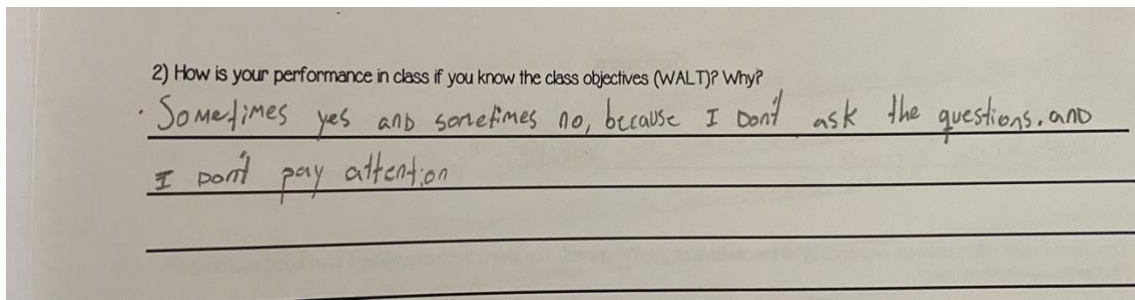 2) How is your performance in class if you know the class objectives (WALT)? Why?
· Sometimes yes and sometimes no, because I Don't ask the questions. and
I Don't pay attention